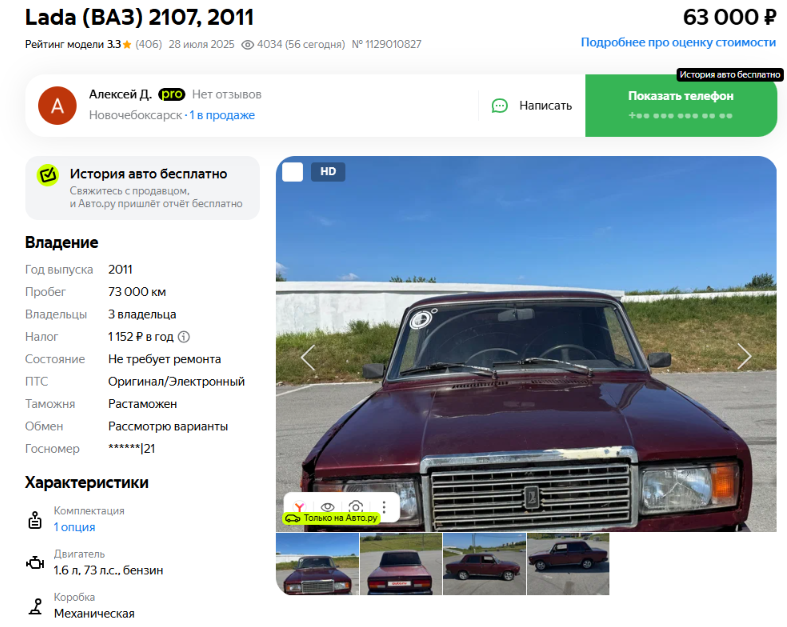 Lada (ВАЗ) 2107, 2011
63 000 ₽
Рейтинг модели 3.3 (406) 28 июля 2025 4034 (56 сегодня) № 1129010827
Подробнее про оценку стоимости
История авто бесплатно
А
Алексей Д. pro Нет отзывов
Новочебоксарск · 1 в продаже
Написать
Показать телефон
+•• ••• ••• •• ••
История авто бесплатно
Свяжитесь с продавцом,
и Авто.ру пришлёт отчёт бесплатно
HD
Владение
Год выпуска 2011
Пробег 73 000 км
Владельцы 3 владельца
Налог 1 152 ₽ в год
Состояние Не требует ремонта
ПТС Оригинал/Электронный
Таможня Растаможен
Обмен Рассмотрю варианты
Госномер ******|21
Характеристики
Комплектация
1 опция
Двигатель
1.6 л, 73 л.с., бензин
Коробка
Механическая
Только на Авто.ру